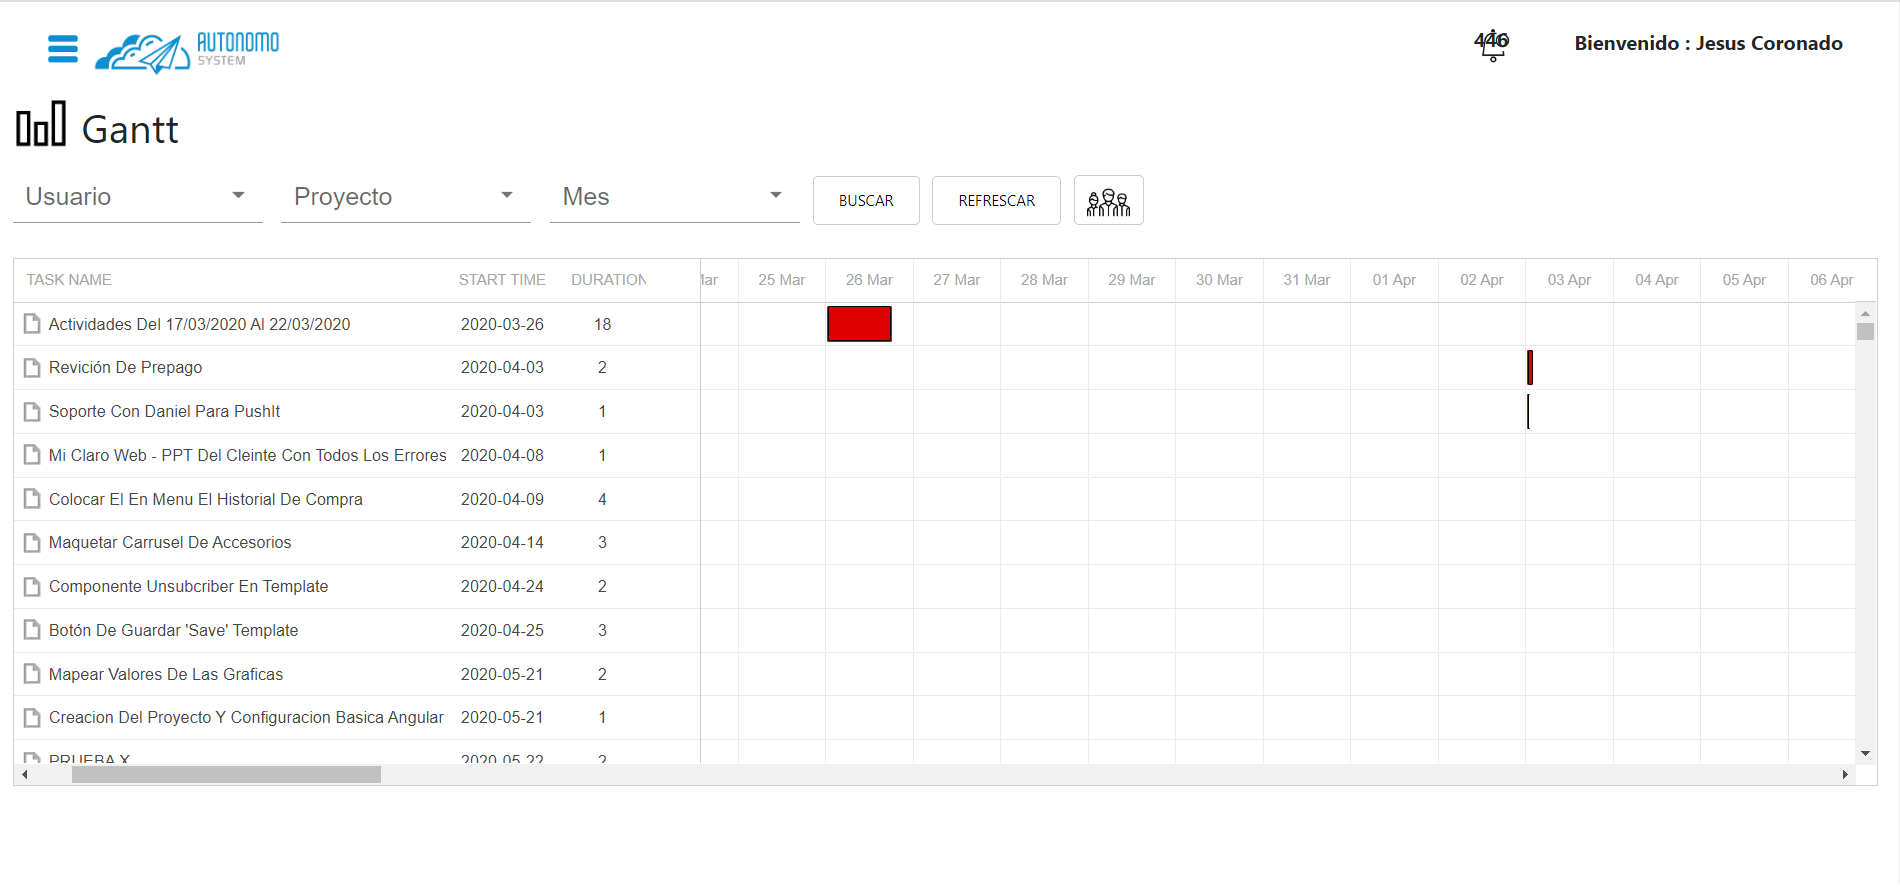 AUTONOMO
SYSTEM
446
Bienvenido : Jesus Coronado
Gantt
Usuario
Proyecto
Mes
BUSCAR
REFRESCAR
TASK NAME START TIME DURATION 25 Mar 26 Mar 27 Mar 28 Mar 29 Mar 30 Mar 31 Mar 01 Apr 02 Apr 03 Apr 04 Apr 05 Apr 06 Apr
Actividades Del 17/03/2020 Al 22/03/2020 2020-03-26 18
Revición De Prepago 2020-04-03 2
Soporte Con Daniel Para PushIt 2020-04-03 1
Mi Claro Web - PPT Del Cleinte Con Todos Los Errores 2020-04-08 1
Colocar El En Menu El Historial De Compra 2020-04-09 4
Maquetar Carrusel De Accesorios 2020-04-14 3
Componente Unsubcriber En Template 2020-04-24 2
Botón De Guardar 'Save' Template 2020-04-25 3
Mapear Valores De Las Graficas 2020-05-21 2
Creacion Del Proyecto Y Configuracion Basica Angular 2020-05-21 1
PRUEBA X 2020-05-22 2